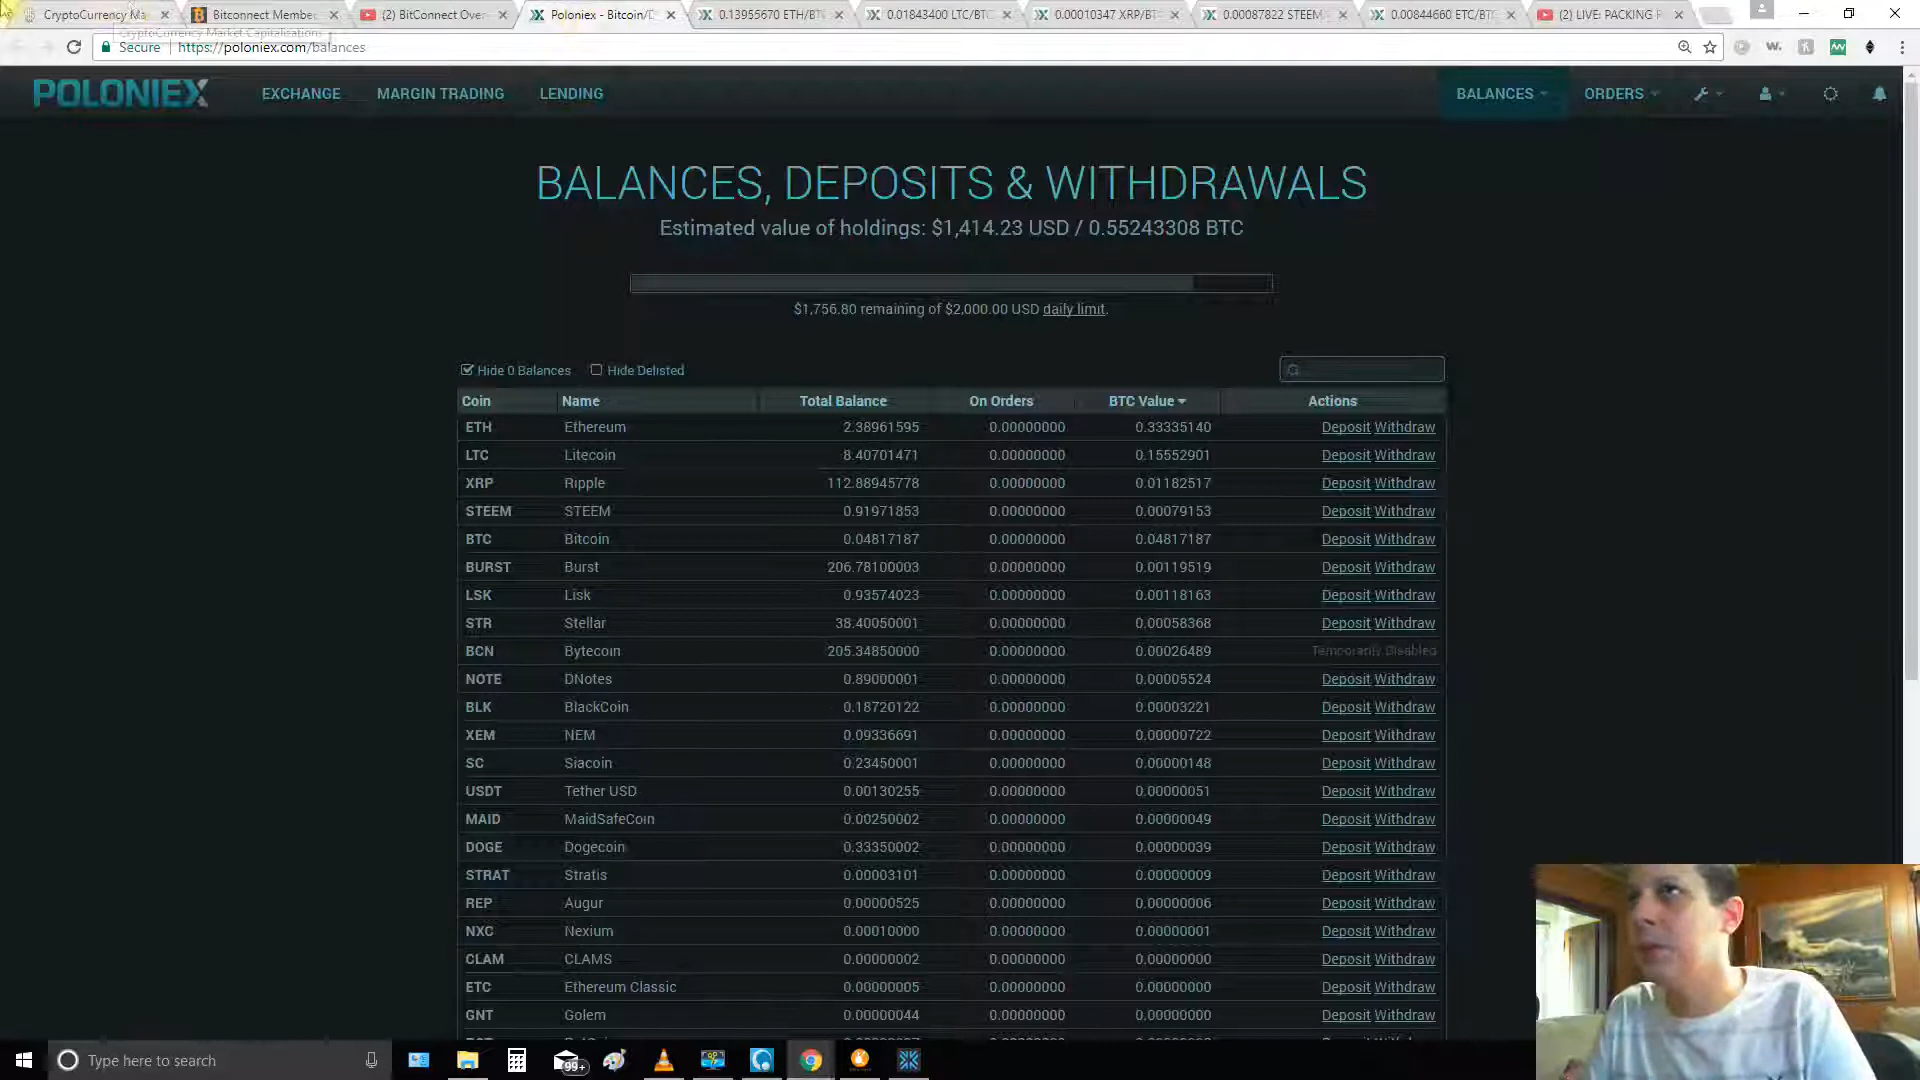 CryptoCurrency Ma
Bitconnect Membe
(2) BitConnect Ove
Poloniex - Bitcoin/D
0.13955670 ETH/BT
0.01843400 LTC/BTC
0.00010347 XRP/BT
0.00087822 STEEM
0.00844660 ETC/BTC
(2) LIVE: PACKING F
CryptoCurrency Market Capitalizations
Secure https://poloniex.com/balances
POLONIEX EXCHANGE MARGIN TRADING LENDING BALANCES ORDERS
BALANCES, DEPOSITS & WITHDRAWALS
Estimated value of holdings: $1,414.23 USD / 0.55243308 BTC
$1,756.80 remaining of $2,000.00 USD daily limit.
Hide 0 Balances Hide Delisted
Coin Name Total Balance On Orders BTC Value Actions
ETH Ethereum 2.38961595 0.00000000 0.33335140 Deposit Withdraw
LTC Litecoin 8.40701471 0.00000000 0.15552901 Deposit Withdraw
XRP Ripple 112.88945778 0.00000000 0.01182517 Deposit Withdraw
STEEM STEEM 0.91971853 0.00000000 0.00079153 Deposit Withdraw
BTC Bitcoin 0.04817187 0.00000000 0.04817187 Deposit Withdraw
BURST Burst 206.78100003 0.00000000 0.00119519 Deposit Withdraw
LSK Lisk 0.93574023 0.00000000 0.00118163 Deposit Withdraw
STR Stellar 38.40050001 0.00000000 0.00058368 Deposit Withdraw
BCN Bytecoin 205.34850000 0.00000000 0.00026489 Temporarily Disabled
NOTE DNotes 0.89000001 0.00000000 0.00005524 Deposit Withdraw
BLK BlackCoin 0.18720122 0.00000000 0.00003221 Deposit Withdraw
XEM NEM 0.09336691 0.00000000 0.00000722 Deposit Withdraw
SC Siacoin 0.23450001 0.00000000 0.00000148 Deposit Withdraw
USDT Tether USD 0.00130255 0.00000000 0.00000051 Deposit Withdraw
MAID MaidSafeCoin 0.00250002 0.00000000 0.00000049 Deposit Withdraw
DOGE Dogecoin 0.33350002 0.00000000 0.00000039 Deposit Withdraw
STRAT Stratis 0.00003101 0.00000000 0.00000009 Deposit Withdraw
REP Augur 0.00000525 0.00000000 0.00000006 Deposit Withdraw
NXC Nexium 0.00010000 0.00000000 0.00000001 Deposit Withdraw
CLAM CLAMS 0.00000002 0.00000000 0.00000000 Deposit Withdraw
ETC Ethereum Classic 0.00000005 0.00000000 0.00000000 Deposit Withdraw
GNT Golem 0.00000044 0.00000000 0.00000000 Deposit Withdraw
Type here to search
99+